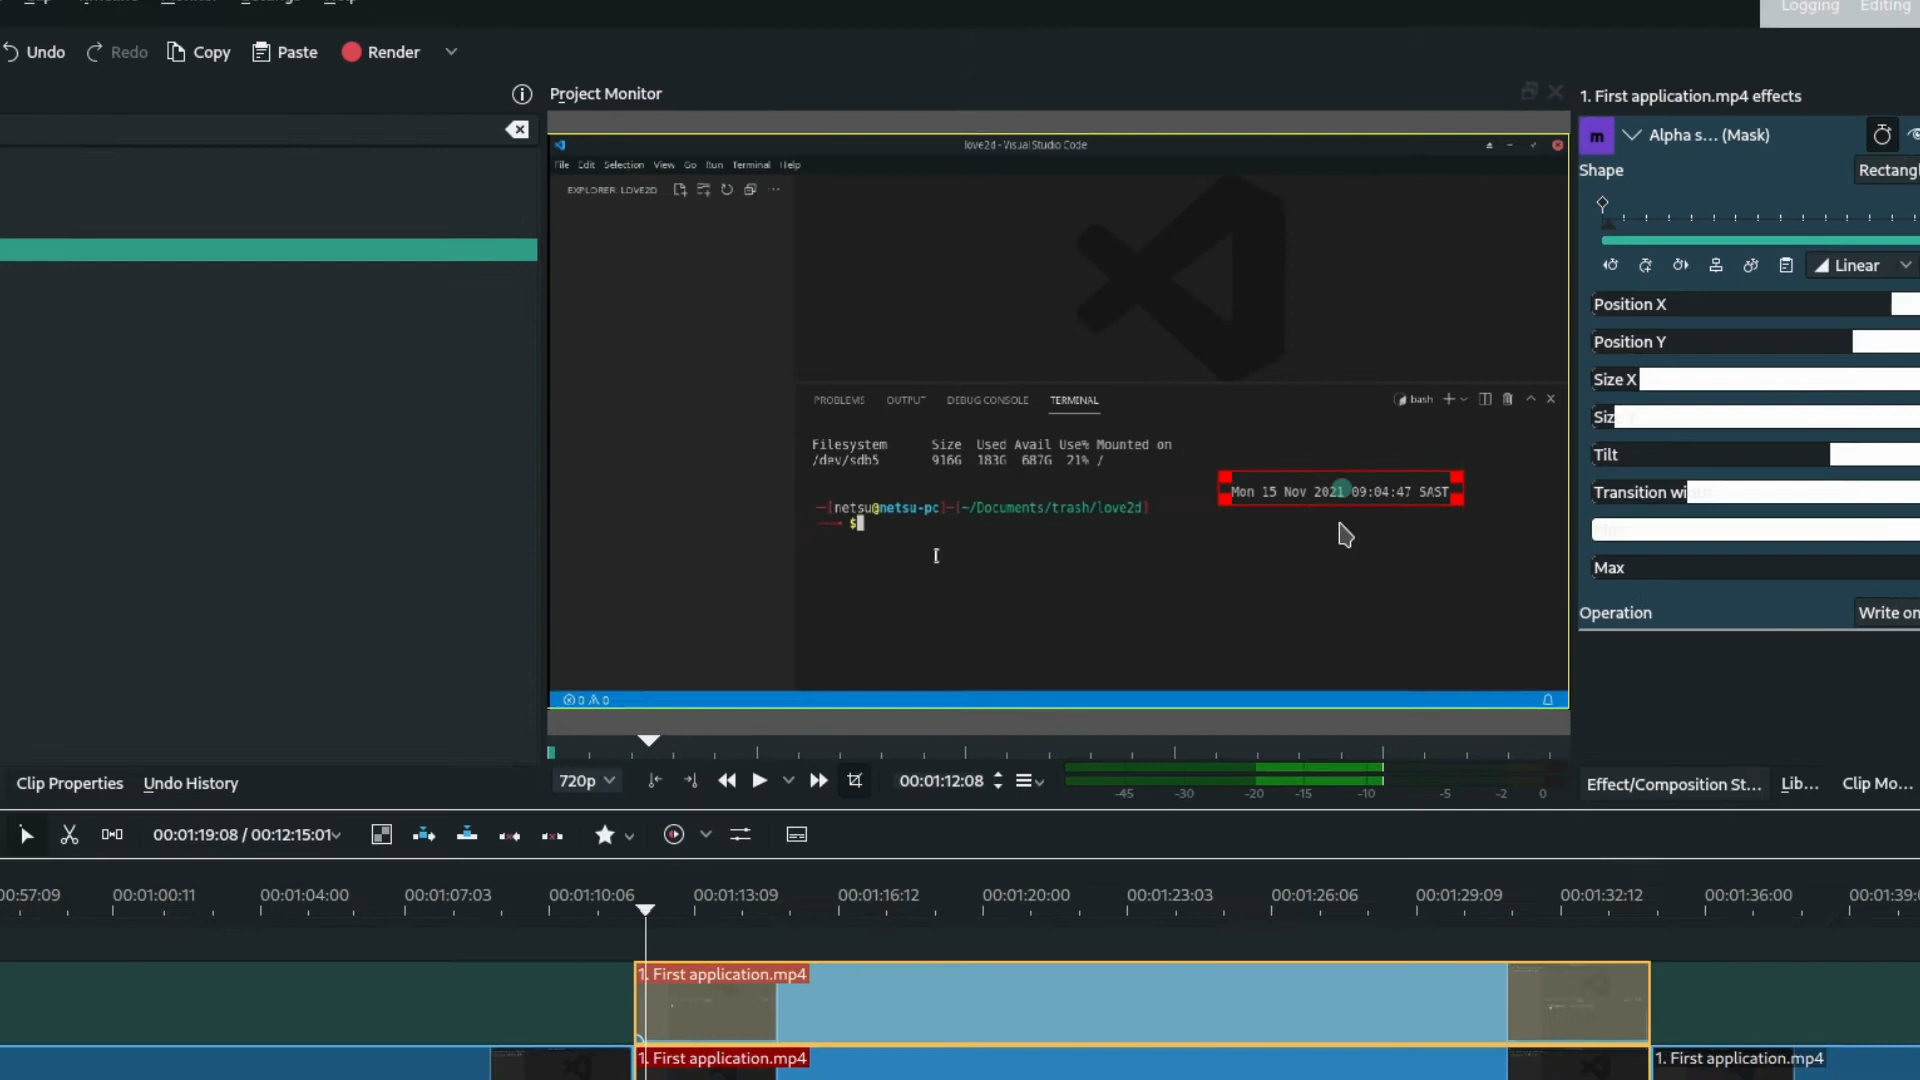 Logging Editing
Undo Redo Copy Paste Render
Project Monitor
1. First application.mp4 effects
love2d - Visual Studio Code
m Alpha s... (Mask)
File Edit Selection View Go Run Terminal Help
Shape Rectangl
EXPLORER: LOVE2D
Linear
Position X
Position Y
Size X
Siz
Tilt
Transition wi
Max
Operation Write on
PROBLEMS OUTPUT DEBUG CONSOLE TERMINAL bash
Filesystem Size Used Avail Use% Mounted on
/dev/sdb5 916G 183G 687G 21% /
Mon 15 Nov 2021 09:04:47 SAST
[netsu@netsu-pc]-[~/Documents/trash/love2d]
$
0 0
Clip Properties Undo History
720p 00:01:12:08
-45 -30 -20 -15 -10 -5 -2 0
Effect/Composition St... Lib... Clip Mo...
00:01:19:08 / 00:12:15:01
00:57:09 00:01:00:11 00:01:04:00 00:01:07:03 00:01:10:06 00:01:13:09 00:01:16:12 00:01:20:00 00:01:23:03 00:01:26:06 00:01:29:09 00:01:32:12 00:01:36:00 00:01:39:0
1. First application.mp4
1. First application.mp4 1. First application.mp4